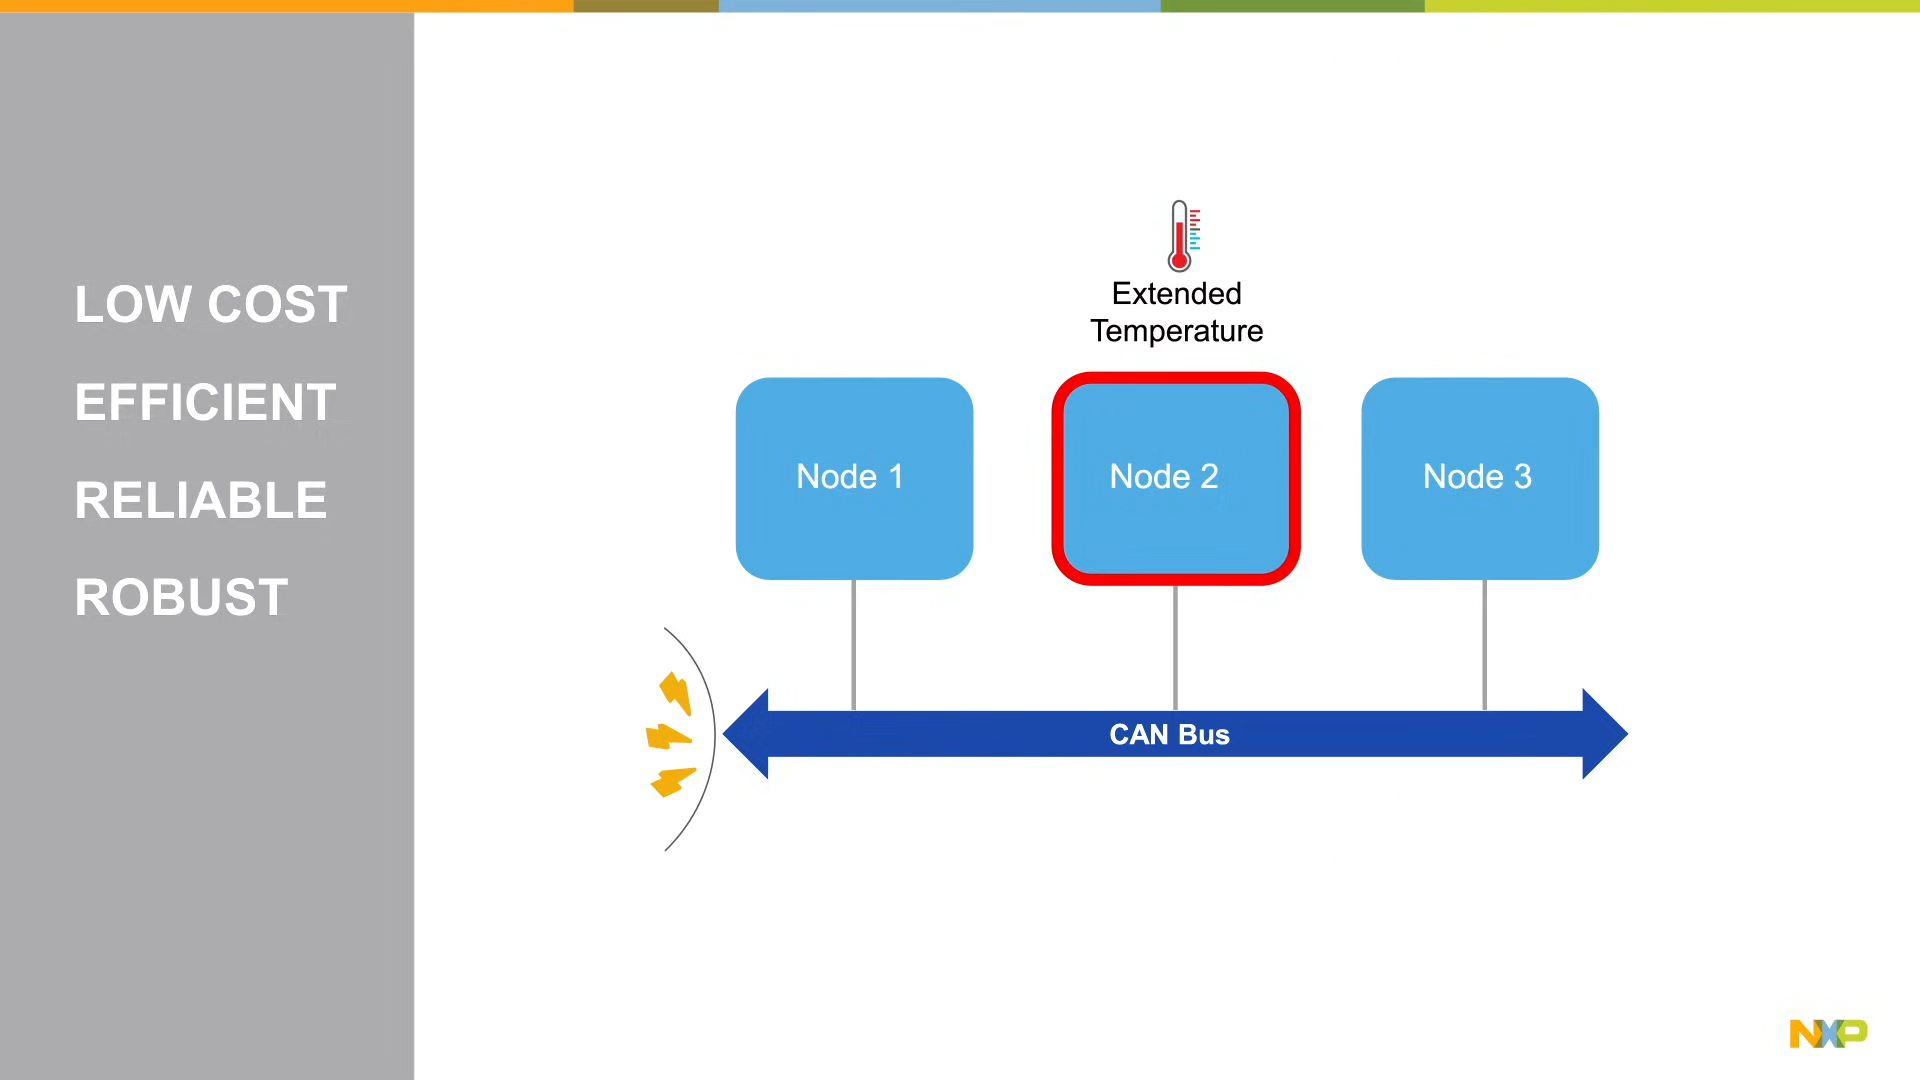 LOW COST
EFFICIENT
RELIABLE
ROBUST
Extended
Temperature
Node 1
Node 2
Node 3
CAN Bus
NXP